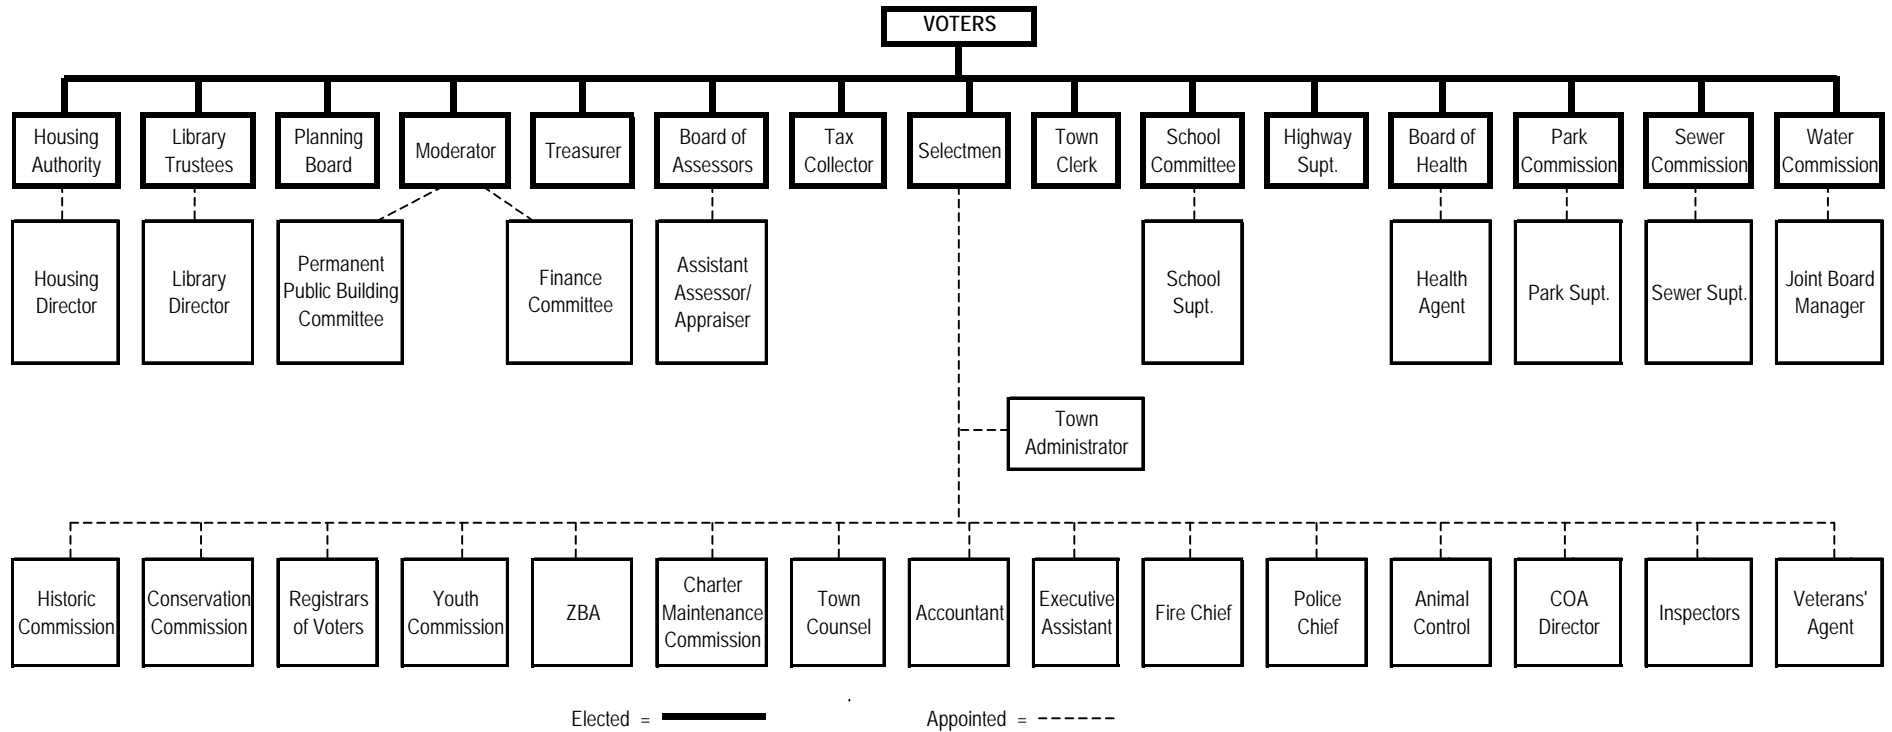 VOTERS
Housing
Authority
Library
Trustees
Planning
Board
Moderator
Treasurer
Board of
Assessors
Tax
Collector
Selectmen
Town
Clerk
School
Committee
Highway
Supt.
Board of
Health
Park
Commission
Sewer
Commission
Water
Commission
Housing
Director
Library
Director
Permanent
Public Building
Committee
Finance
Committee
Assistant
Assessor/
Appraiser
School
Supt.
Health
Agent
Park Supt.
Sewer Supt.
Joint Board
Manager
Town
Administrator
Historic
Commission
Conservation
Commission
Registrars
of Voters
Youth
Commission
ZBA
Charter
Maintenance
Commission
Town
Counsel
Accountant
Executive
Assistant
Fire Chief
Police
Chief
Animal
Control
COA
Director
Inspectors
Veterans'
Agent
Elected =
Appointed =